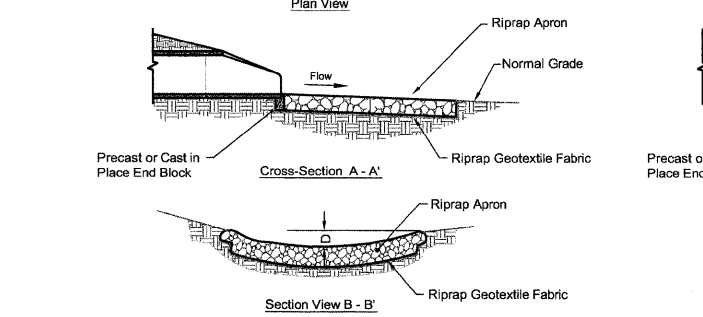 Plan View
Riprap Apron
Normal Grade
Flow
Precast or Cast in
Place End Block
Riprap Geotextile Fabric
Cross-Section A - A'
Precast o
Place End
Riprap Apron
D
Riprap Geotextile Fabric
Section View B - B'